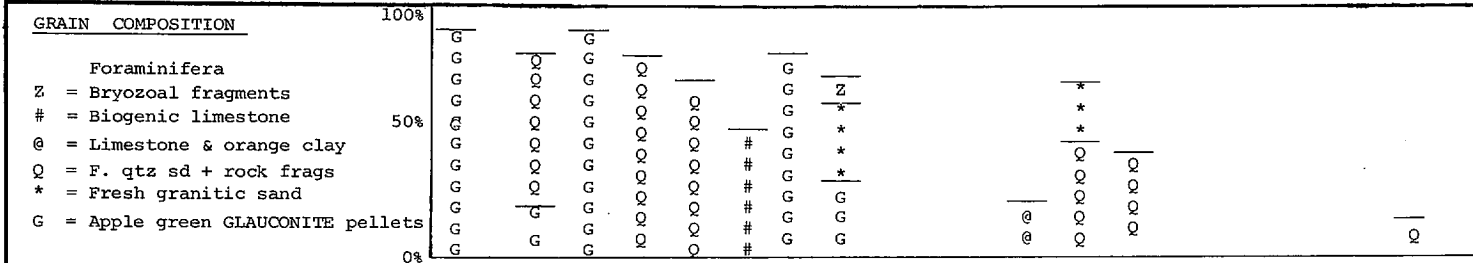 GRAIN COMPOSITION
Foraminifera
Z = Bryozoal fragments
# = Biogenic limestone
@ = Limestone & orange clay
Q = F. qtz sd + rock frags
* = Fresh granitic sand
G = Apple green GLAUCONITE pellets
100%
50%
0%
G G
G Q G Q G
G Q G Q G Z *
G Q G Q Q G * *
G Q G Q Q G * *
G Q G Q Q # G * Q
G Q G Q Q # G * Q Q
G Q G Q Q # G G Q Q
G G G Q Q # G G @ Q Q
G G G Q Q # G G @ Q Q Q
G G Q #